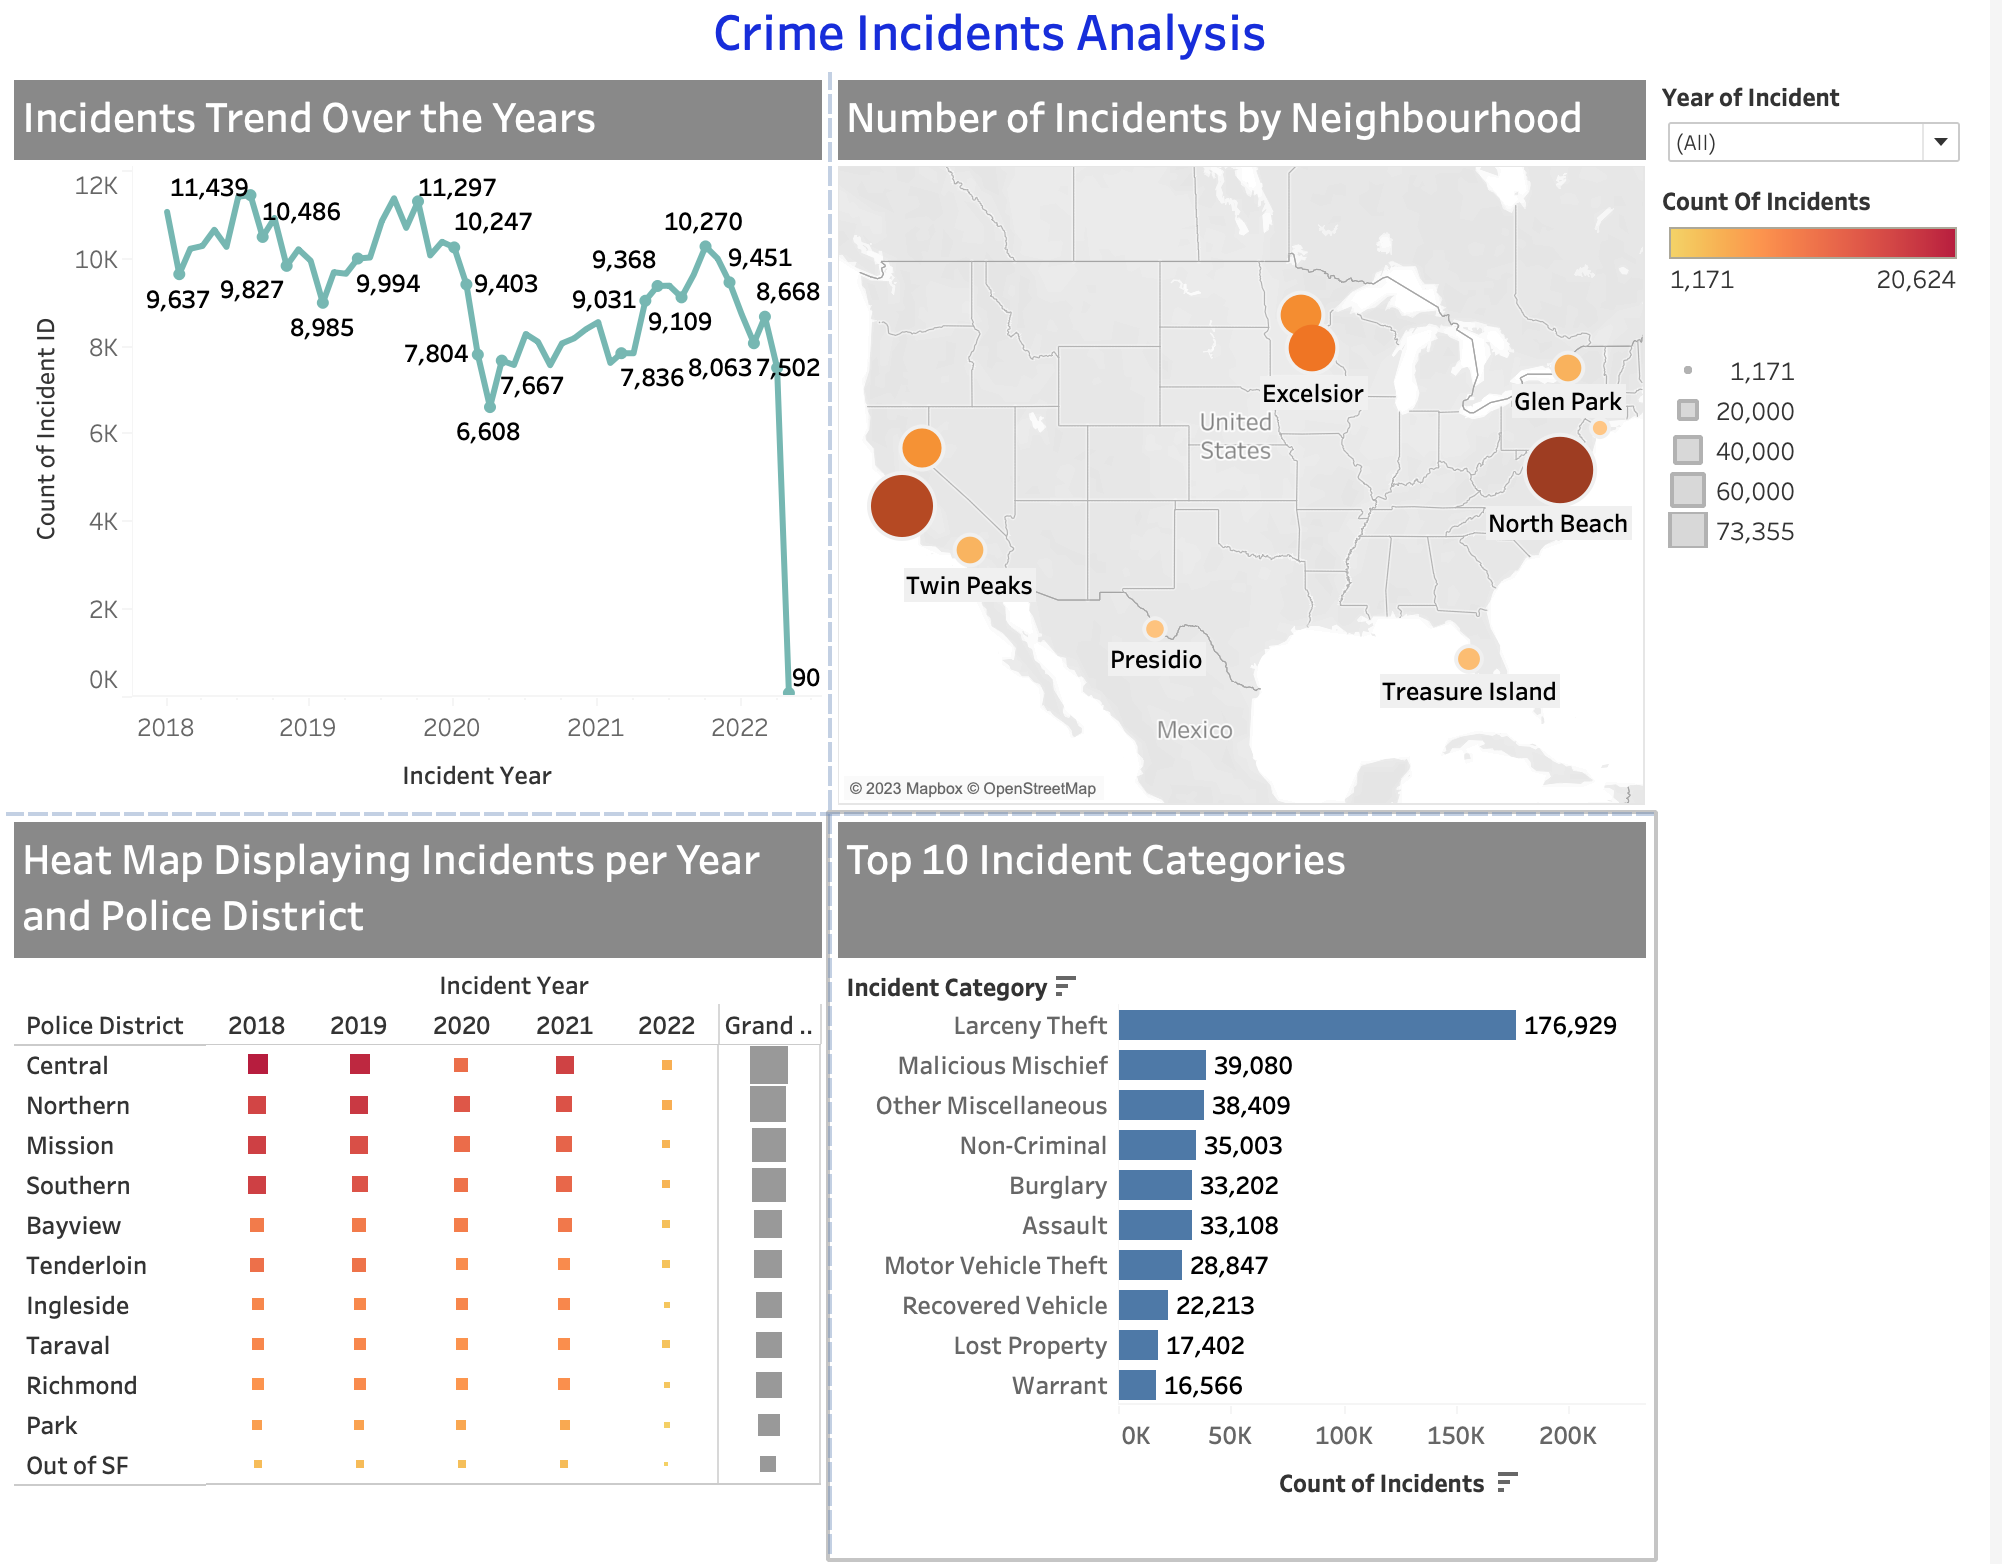 Crime Incidents Analysis
Incidents Trend Over the Years
12K
10K
8K
6K
4K
2K
0K
Count of Incident ID
11,439
11,297
10,486
10,247
10,270
9,368
9,451
9,637
9,827
9,994
9,403
9,031
8,668
8,985
9,109
7,804
7,667
7,836
8,063
7,502
6,608
90
2018
2019
2020
2021
2022
Incident Year
Number of Incidents by Neighbourhood
Excelsior
Glen Park
United
States
North Beach
Twin Peaks
Presidio
Treasure Island
Mexico
© 2023 Mapbox © OpenStreetMap
Year of Incident
(All)
Count Of Incidents
1,171 20,624
1,171
20,000
40,000
60,000
73,355
Heat Map Displaying Incidents per Year
and Police District
Incident Year
Police District 2018 2019 2020 2021 2022 Grand ..
Central
Northern
Mission
Southern
Bayview
Tenderloin
Ingleside
Taraval
Richmond
Park
Out of SF
Top 10 Incident Categories
Incident Category
Larceny Theft 176,929
Malicious Mischief 39,080
Other Miscellaneous 38,409
Non-Criminal 35,003
Burglary 33,202
Assault 33,108
Motor Vehicle Theft 28,847
Recovered Vehicle 22,213
Lost Property 17,402
Warrant 16,566
0K 50K 100K 150K 200K
Count of Incidents